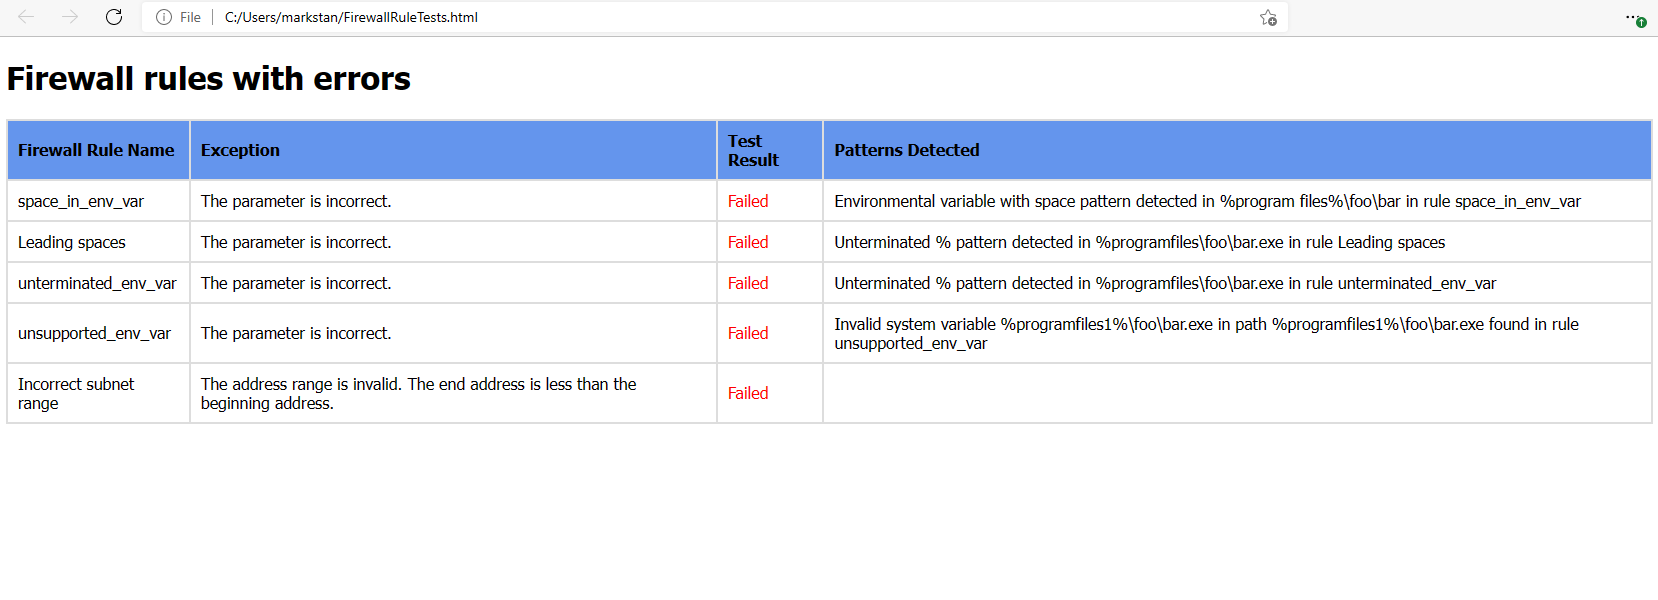 File
C:/Users/markstan/FirewallRuleTests.html
Firewall rules with errors
Firewall Rule Name
Exception
Test
Result
Patterns Detected
space_in_env_var
The parameter is incorrect.
Failed
Environmental variable with space pattern detected in %program files%\foo\bar in rule space_in_env_var
Leading spaces
The parameter is incorrect.
Failed
Unterminated % pattern detected in %programfiles\foo\bar.exe in rule Leading spaces
unterminated_env_var
The parameter is incorrect.
Failed
Unterminated % pattern detected in %programfiles\foo\bar.exe in rule unterminated_env_var
unsupported_env_var
The parameter is incorrect.
Failed
Invalid system variable %programfiles1%\foo\bar.exe in path %programfiles1%\foo\bar.exe found in rule
unsupported_env_var
Incorrect subnet
range
The address range is invalid. The end address is less than the
beginning address.
Failed